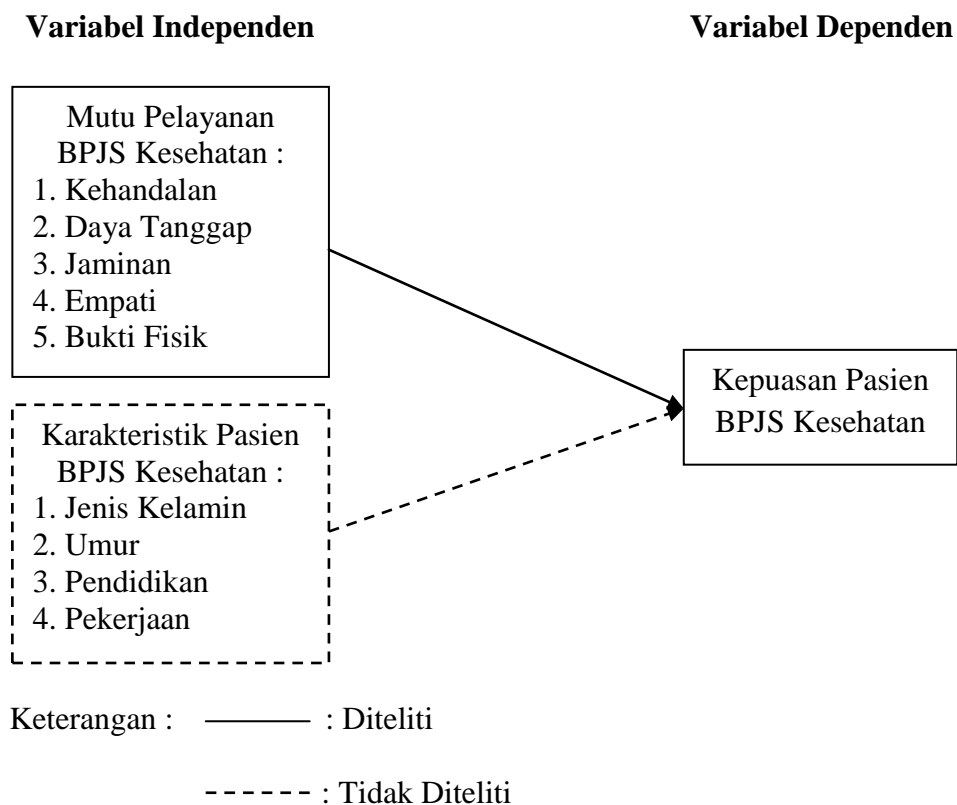 Variabel Independen
Variabel Dependen
Mutu Pelayanan
BPJS Kesehatan :
1. Kehandalan
2. Daya Tanggap
3. Jaminan
4. Empati
5. Bukti Fisik
Kepuasan Pasien
BPJS Kesehatan
Karakteristik Pasien
BPJS Kesehatan :
1. Jenis Kelamin
2. Umur
3. Pendidikan
4. Pekerjaan
Keterangan :
: Diteliti
: Tidak Diteliti